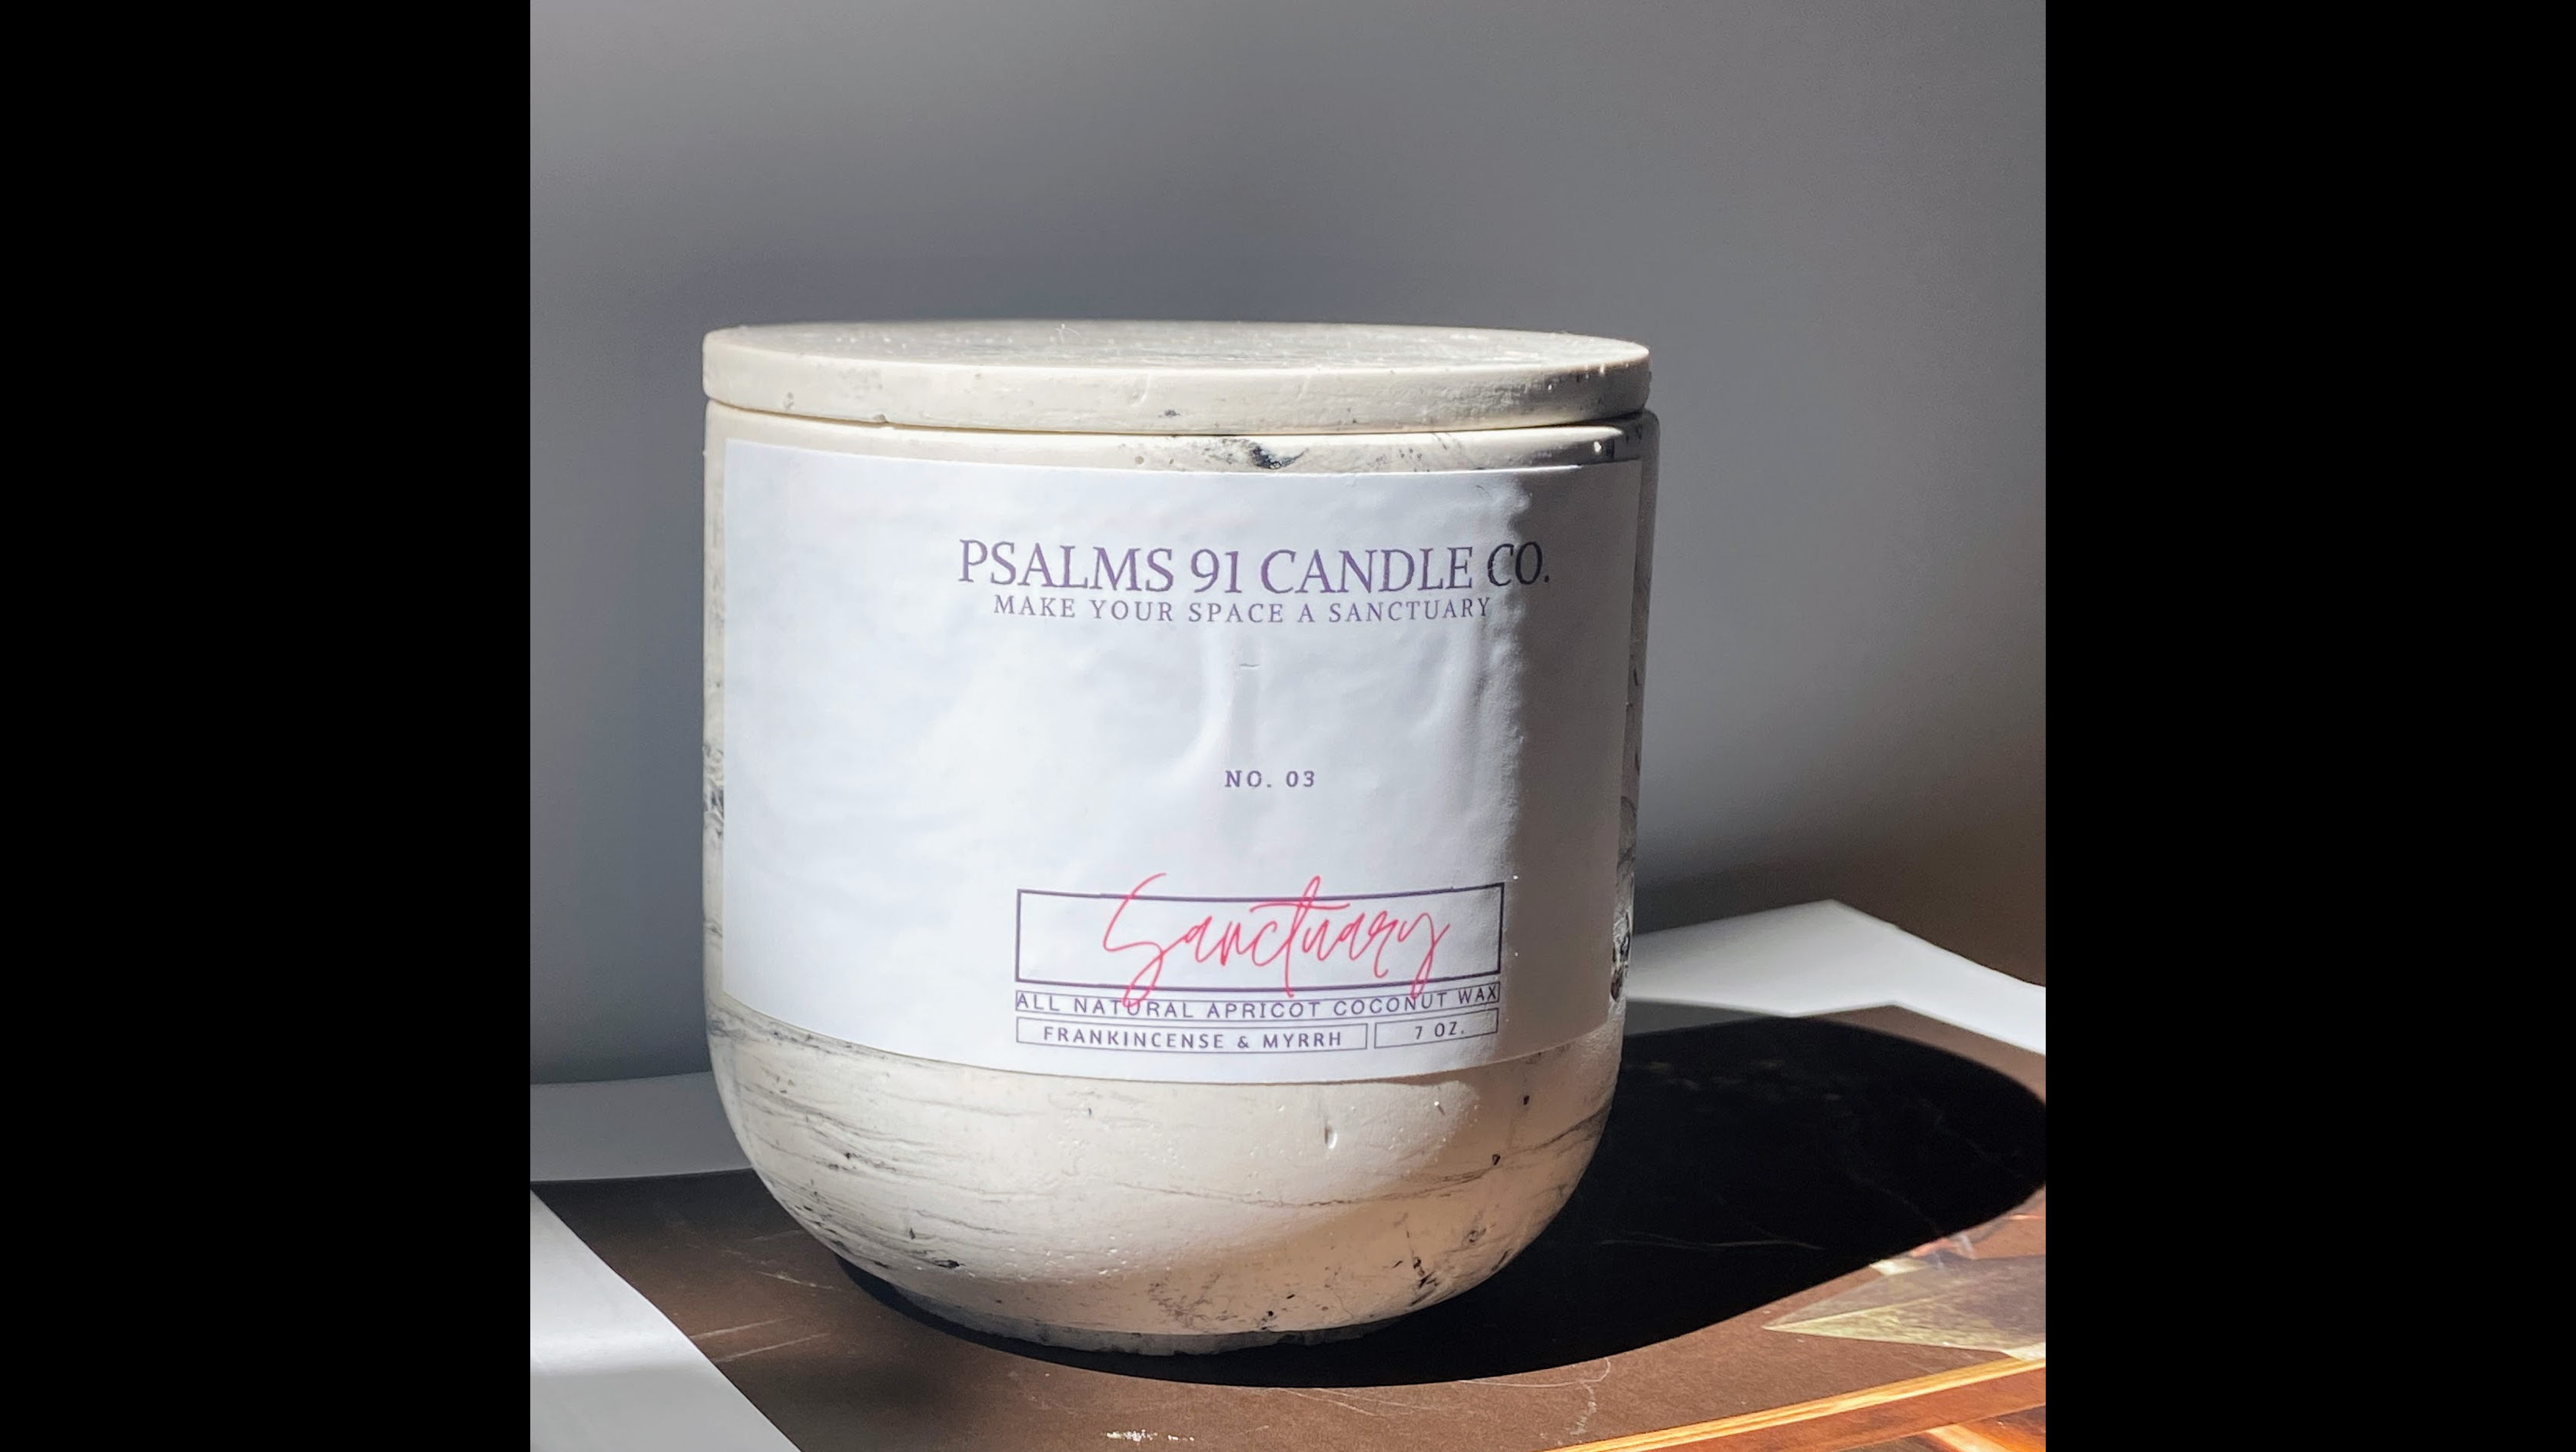 PSALMS 91 CANDLE CO.
MAKE YOUR SPACE A SANCTUARY
NO. 03
Sanctuary
ALL NATURAL APRICOT COCONUT WAX
FRANKINCENSE & MYRRH 7 OZ.